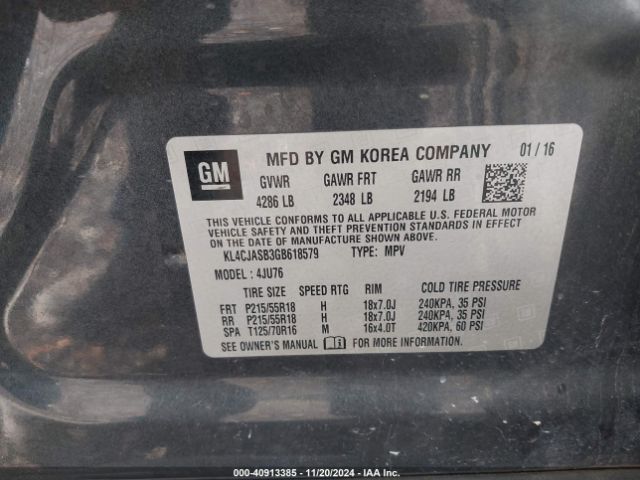 GM
MFD BY GM KOREA COMPANY 01 / 16
GVWR GAWR FRT GAWR RR
4286 LB 2348 LB 2194 LB
THIS VEHICLE CONFORMS TO ALL APPLICABLE U.S. FEDERAL MOTOR
VEHICLE SAFETY AND THEFT PREVENTION STANDARDS IN EFFECT
ON THE DATE OF MANUFACTURE SHOWN ABOVE.
KL4CJASB3GB618579 TYPE: MPV
MODEL: 4JU76
TIRE SIZE SPEED RTG RIM COLD TIRE PRESSURE
FRT P215/55R18 H 18x7.0J 240KPA, 35 PSI
RR P215/55R18 H 18x7.0J 240KPA, 35 PSI
SPA T125/70R16 M 16x4.0T 420KPA, 60 PSI
SEE OWNER'S MANUAL FOR MORE INFORMATION.
000-40913385 - 11/20/2024 - IAA Inc.